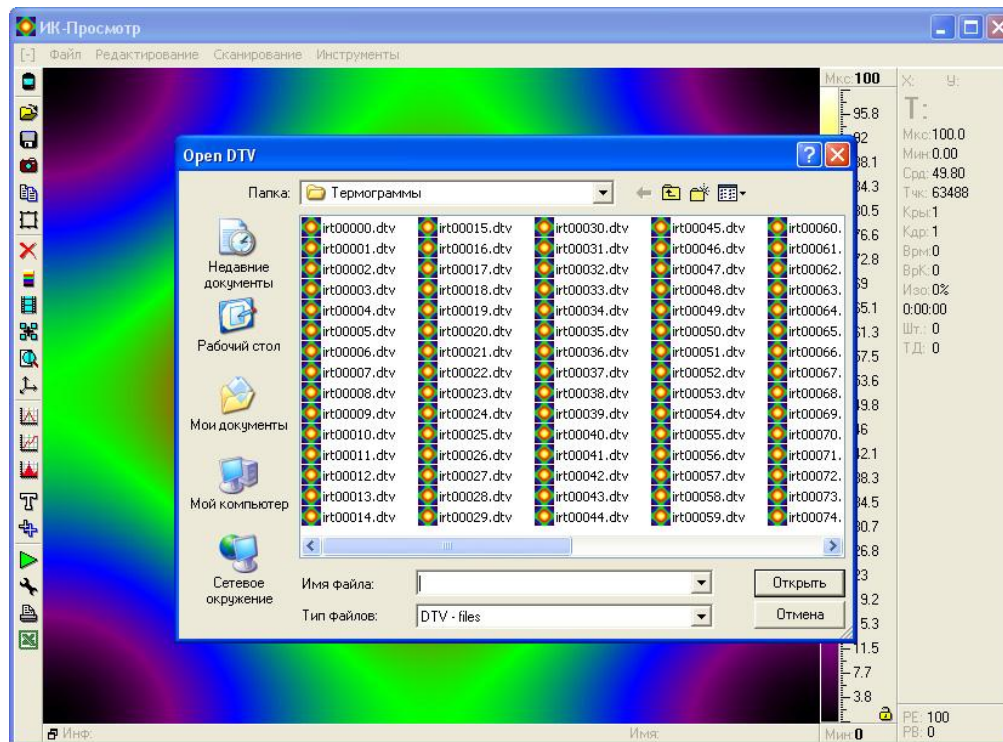 ИК-Просмотр
[-] Файл Редактирование Сканирование Инструменты
Open DTV
Папка: Термограммы
Недавние документы
Рабочий стол
Мои документы
Мой компьютер
Сетевое окружение
irt00000.dtv
irt00001.dtv
irt00002.dtv
irt00003.dtv
irt00004.dtv
irt00005.dtv
irt00006.dtv
irt00007.dtv
irt00008.dtv
irt00009.dtv
irt00010.dtv
irt00011.dtv
irt00012.dtv
irt00013.dtv
irt00014.dtv
irt00015.dtv
irt00016.dtv
irt00017.dtv
irt00018.dtv
irt00019.dtv
irt00020.dtv
irt00021.dtv
irt00022.dtv
irt00023.dtv
irt00024.dtv
irt00025.dtv
irt00026.dtv
irt00027.dtv
irt00028.dtv
irt00029.dtv
irt00030.dtv
irt00031.dtv
irt00032.dtv
irt00033.dtv
irt00034.dtv
irt00035.dtv
irt00036.dtv
irt00037.dtv
irt00038.dtv
irt00039.dtv
irt00040.dtv
irt00041.dtv
irt00042.dtv
irt00043.dtv
irt00044.dtv
irt00045.dtv
irt00046.dtv
irt00047.dtv
irt00048.dtv
irt00049.dtv
irt00050.dtv
irt00051.dtv
irt00052.dtv
irt00053.dtv
irt00054.dtv
irt00055.dtv
irt00056.dtv
irt00057.dtv
irt00058.dtv
irt00059.dtv
irt00060.
irt00061.
irt00062.
irt00063.
irt00064.
irt00065.
irt00066.
irt00067.
irt00068.
irt00069.
irt00070.
irt00071.
irt00072.
irt00073.
irt00074.
Имя файла:
Открыть
Тип файлов: DTV - files
Отмена
Мкс: 100
95.8
11.5
7.7
3.8
Мин: 0
X: У:
Т:
Мкс: 100.0
Мин: 0.00
Срд: 49.80
Тчк: 63488
Кры: 1
Кдр: 1
Врм: 0
ВрК: 0
Изо: 0%
0:00:00
Шт.: 0
ТД: 0
РЕ: 100
РВ: 0
Инф:
Имя: